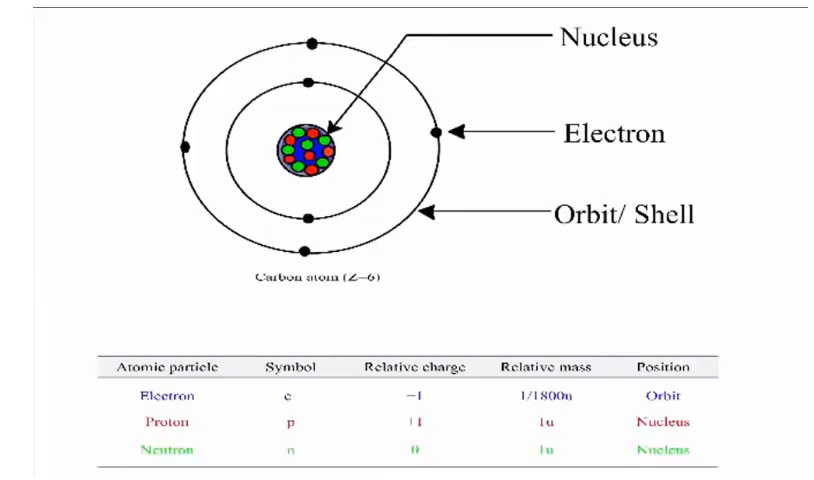 Nucleus
Electron
Orbit/ Shell
Carbon atom (Z=6)
Atomic particle Symbol Relative charge Relative mass Position
Electron e −1 1/1800u Orbit
Proton p +1 1u Nucleus
Neutron n 0 1u Nucleus